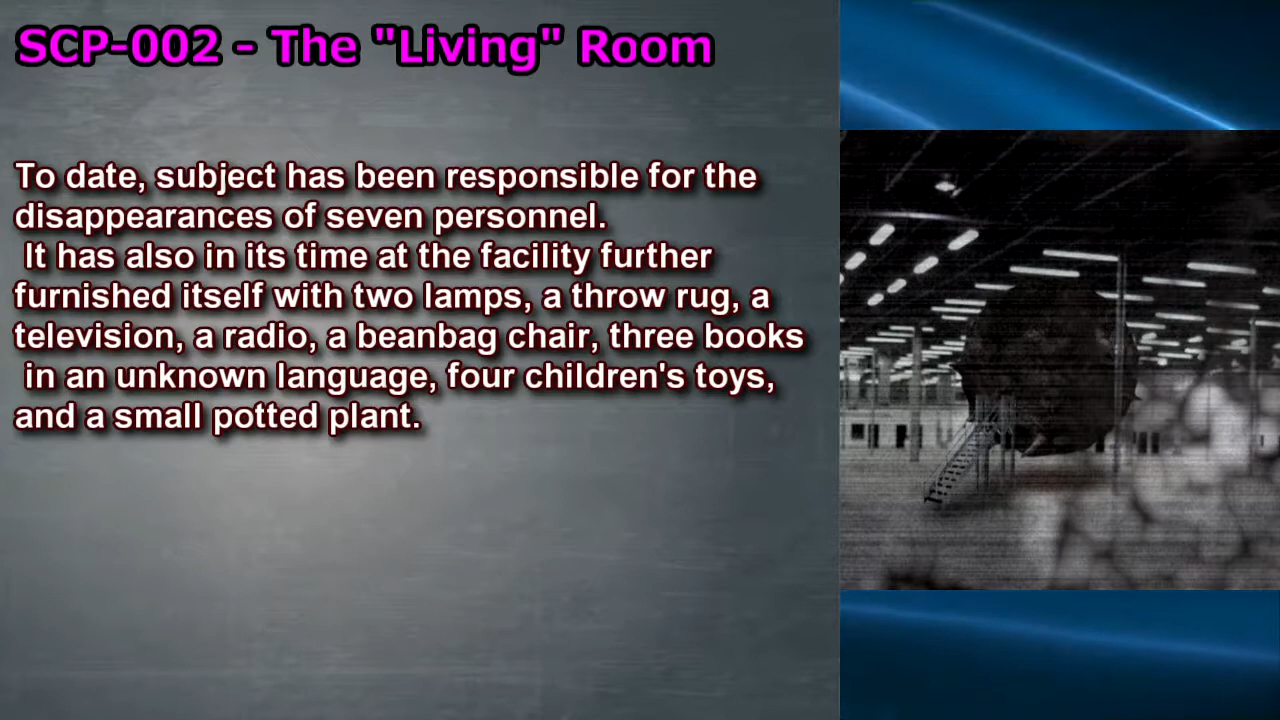 SCP-002 - The "Living" Room
To date, subject has been responsible for the
disappearances of seven personnel.
It has also in its time at the facility further
furnished itself with two lamps, a throw rug, a
television, a radio, a beanbag chair, three books
in an unknown language, four children's toys,
and a small potted plant.